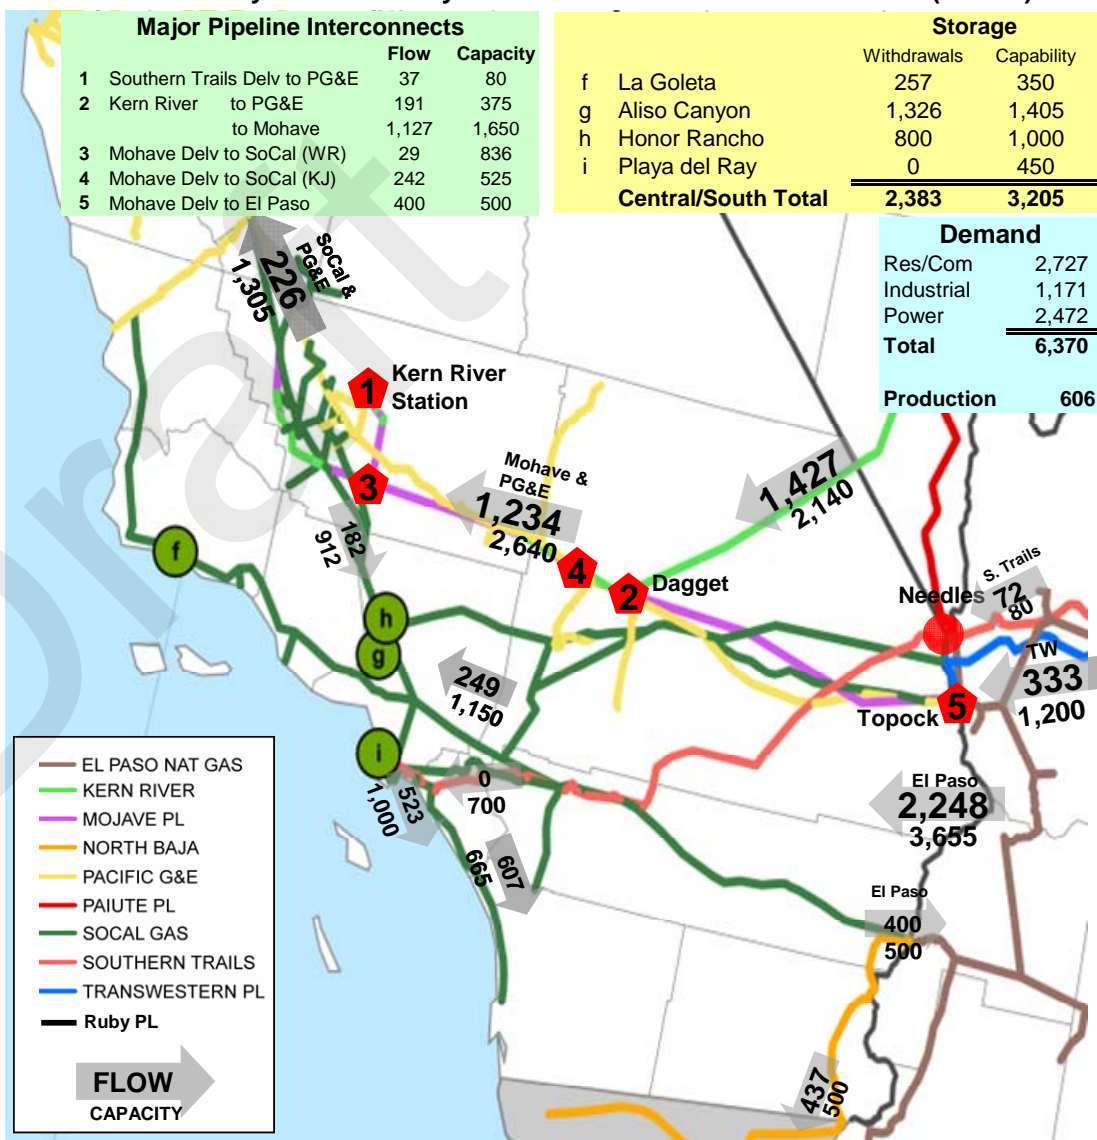 Major Pipeline Interconnects
Flow Capacity
1 Southern Trails Delv to PG&E 37 80
2 Kern River to PG&E 191 375
to Mohave 1,127 1,650
3 Mohave Delv to SoCal (WR) 29 836
4 Mohave Delv to SoCal (KJ) 242 525
5 Mohave Delv to El Paso 400 500
Storage
Withdrawals Capability
f La Goleta 257 350
g Aliso Canyon 1,326 1,405
h Honor Rancho 800 1,000
i Playa del Ray 0 450
Central/South Total 2,383 3,205
Demand
Res/Com 2,727
Industrial 1,171
Power 2,472
Total 6,370
Production 606
SoCal &
PG&E
226
1,305
1
Kern River
Station
3
Mohave &
PG&E
1,234
2,640
1,427
2,140
182
912
f
4
2
Dagget
Needles
S. Trails
72
80
h
g
249
1,150
TW
333
1,200
Topock
5
i
0
700
523
1,000
607
665
El Paso
2,248
3,655
El Paso
400
500
437
500
EL PASO NAT GAS
KERN RIVER
MOJAVE PL
NORTH BAJA
PACIFIC G&E
PAIUTE PL
SOCAL GAS
SOUTHERN TRAILS
TRANSWESTERN PL
Ruby PL
FLOW
CAPACITY
Draft